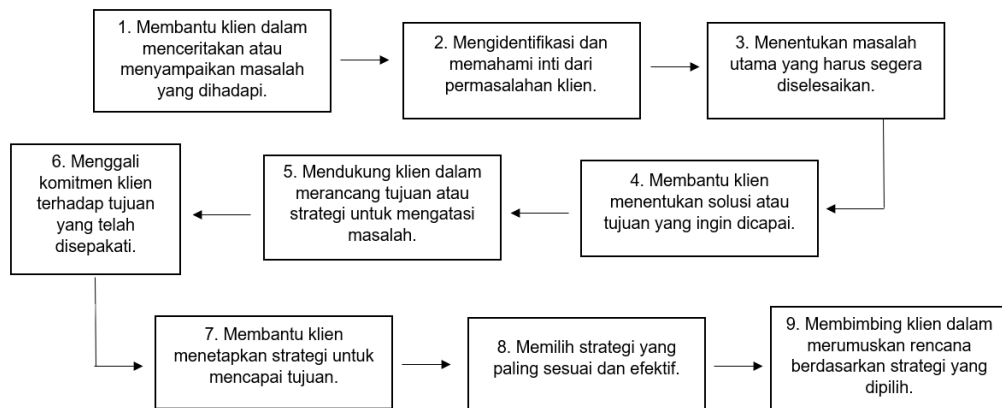 1. Membantu klien dalam
menceritakan atau
menyampaikan masalah
yang dihadapi.
2. Mengidentifikasi dan
memahami inti dari
permasalahan klien.
3. Menentukan masalah
utama yang harus segera
diselesaikan.
4. Membantu klien
menentukan solusi atau
tujuan yang ingin dicapai.
5. Mendukung klien dalam
merancang tujuan atau
strategi untuk mengatasi
masalah.
6. Menggali
komitmen klien
terhadap tujuan
yang telah
disepakati.
7. Membantu klien
menetapkan strategi untuk
mencapai tujuan.
8. Memilih strategi yang
paling sesuai dan efektif.
9. Membimbing klien dalam
merumuskan rencana
berdasarkan strategi yang
dipilih.